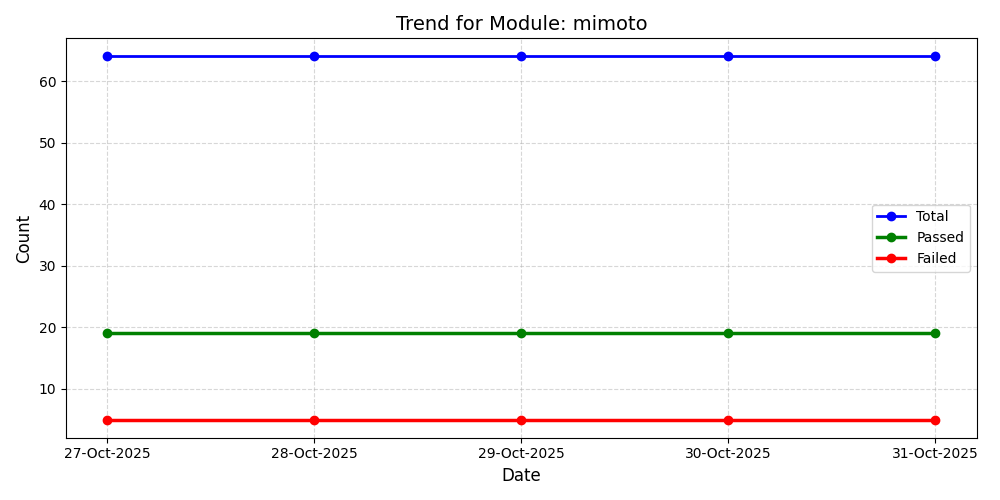 Trend for Module: mimoto
Count
60
50
40
30
20
10
Total
Passed
Failed
27-Oct-2025
28-Oct-2025
29-Oct-2025
30-Oct-2025
31-Oct-2025
Date